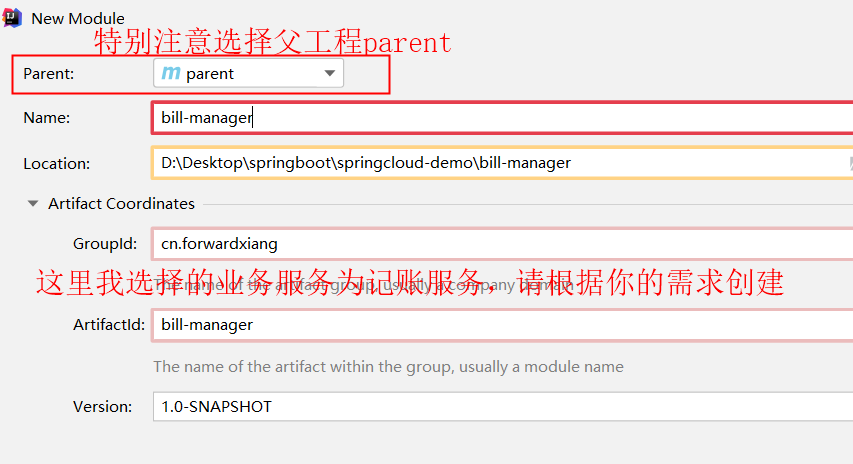 New Module
特别注意选择父工程parent
Parent: parent
Name: bill-manager
Location: D:\Desktop\springboot\springcloud-demo\bill-manager
Artifact Coordinates
GroupId: cn.forwardxiang
这里我选择的业务服务为记账服务，请根据你的需求创建
The name of the artifact group, usually a company domain
ArtifactId: bill-manager
The name of the artifact within the group, usually a module name
Version: 1.0-SNAPSHOT